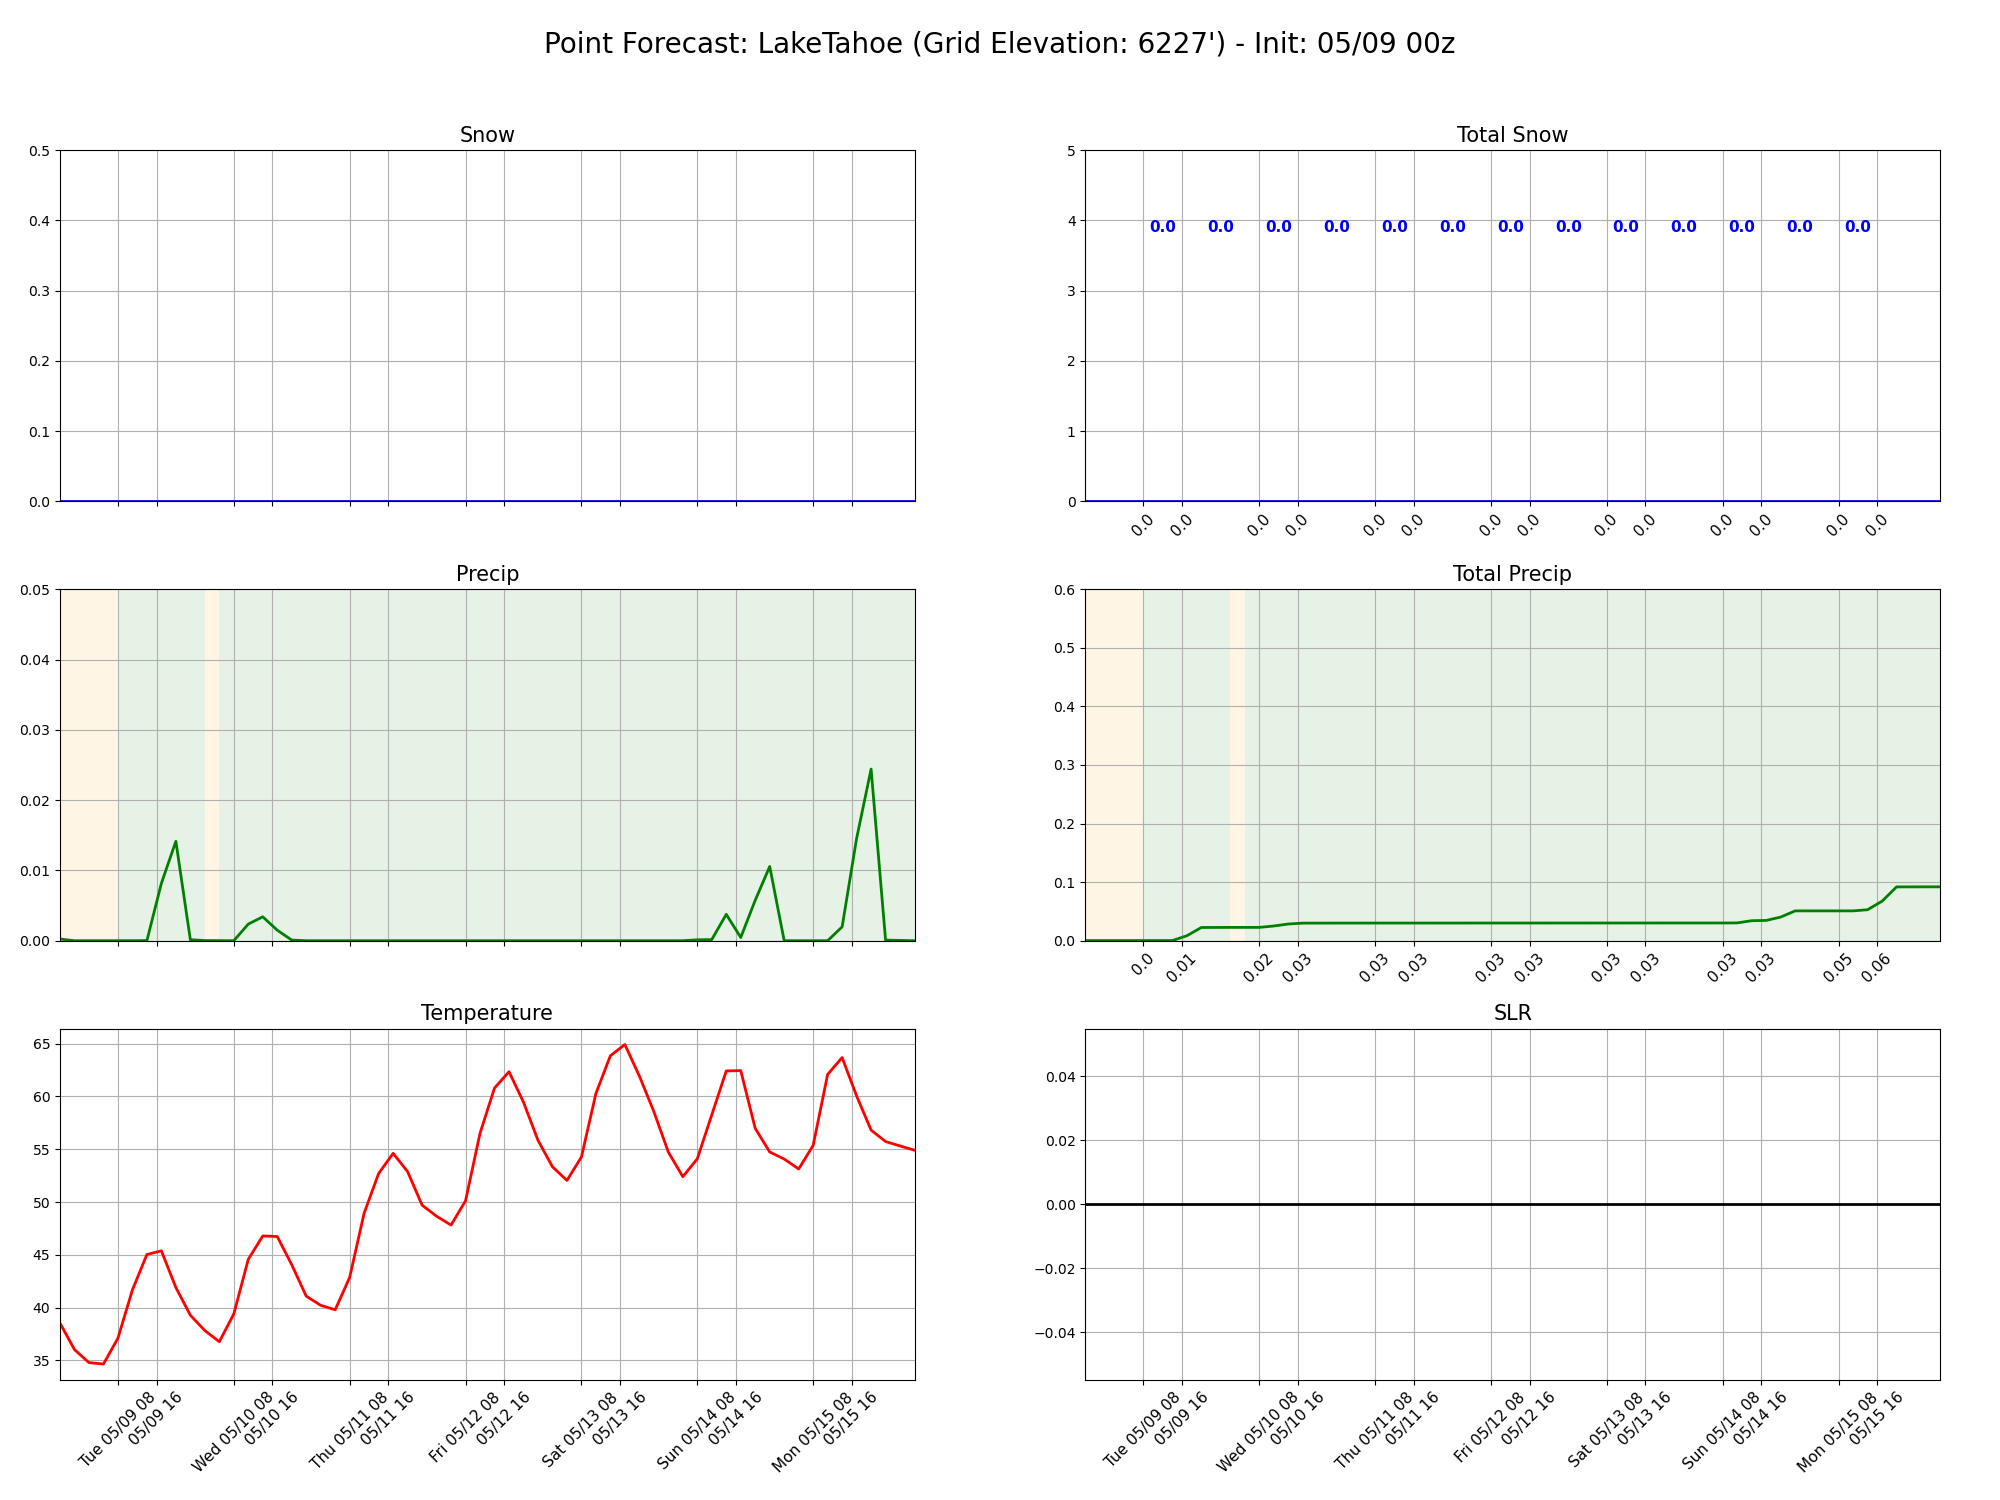 Point Forecast: LakeTahoe (Grid Elevation: 6227') - Init: 05/09 00z
Snow
0.5
0.4
0.3
0.2
0.1
0.0
Total Snow
5
4
3
2
1
0
0.0 0.0 0.0 0.0 0.0 0.0 0.0 0.0 0.0 0.0 0.0 0.0 0.0
0.0 0.0 0.0 0.0 0.0 0.0 0.0 0.0 0.0 0.0 0.0 0.0 0.0 0.0
Precip
0.05
0.04
0.03
0.02
0.01
0.00
Total Precip
0.6
0.5
0.4
0.3
0.2
0.1
0.0
0.0 0.01 0.02 0.03 0.03 0.03 0.03 0.03 0.03 0.03 0.03 0.03 0.05 0.06
Temperature
65
60
55
50
45
40
35
Tue 05/09 08
05/09 16
Wed 05/10 08
05/10 16
Thu 05/11 08
05/11 16
Fri 05/12 08
05/12 16
Sat 05/13 08
05/13 16
Sun 05/14 08
05/14 16
Mon 05/15 08
05/15 16
SLR
0.04
0.02
0.00
−0.02
−0.04
Tue 05/09 08
05/09 16
Wed 05/10 08
05/10 16
Thu 05/11 08
05/11 16
Fri 05/12 08
05/12 16
Sat 05/13 08
05/13 16
Sun 05/14 08
05/14 16
Mon 05/15 08
05/15 16